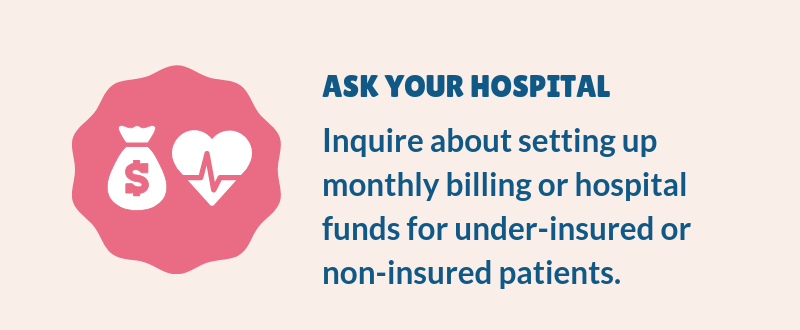 ASK YOUR HOSPITAL
Inquire about setting up
monthly billing or hospital
funds for under-insured or
non-insured patients.
$